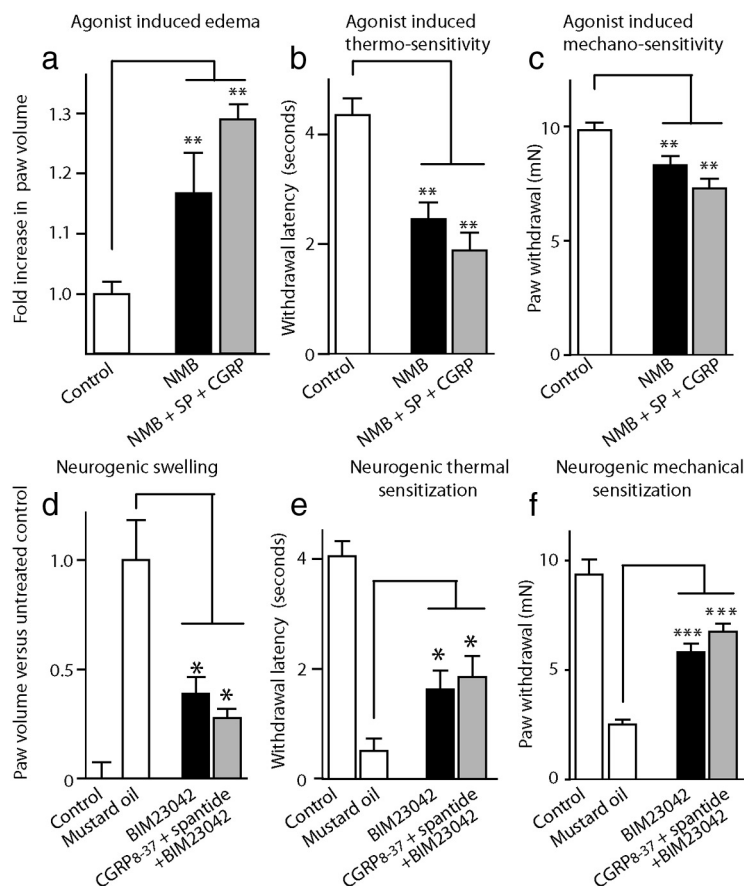 Agonist induced edema
a
Fold increase in paw volume
1.3
1.2
1.1
1.0
**
**
Control
NMB
NMB + SP + CGRP
Agonist induced
thermo-sensitivity
b
Withdrawal latency (seconds)
4
2
0
**
**
Control
NMB
NMB + SP + CGRP
Agonist induced
mechano-sensitivity
c
Paw withdrawal (mN)
10
5
0
**
**
Control
NMB
NMB + SP + CGRP
Neurogenic swelling
d
Paw volume versus untreated control
1.0
0.5
0
*
*
Control
Mustard oil
BIM23042
CGRP8-37 + spantide
+BIM23042
Neurogenic thermal
sensitization
e
Withdrawal latency (seconds)
4
2
0
*
*
Control
Mustard oil
BIM23042
CGRP8-37 + spantide
+BIM23042
Neurogenic mechanical
sensitization
f
Paw withdrawal (mN)
10
5
0
***
***
Control
Mustard oil
BIM23042
CGRP8-37 + spantide
+BIM23042